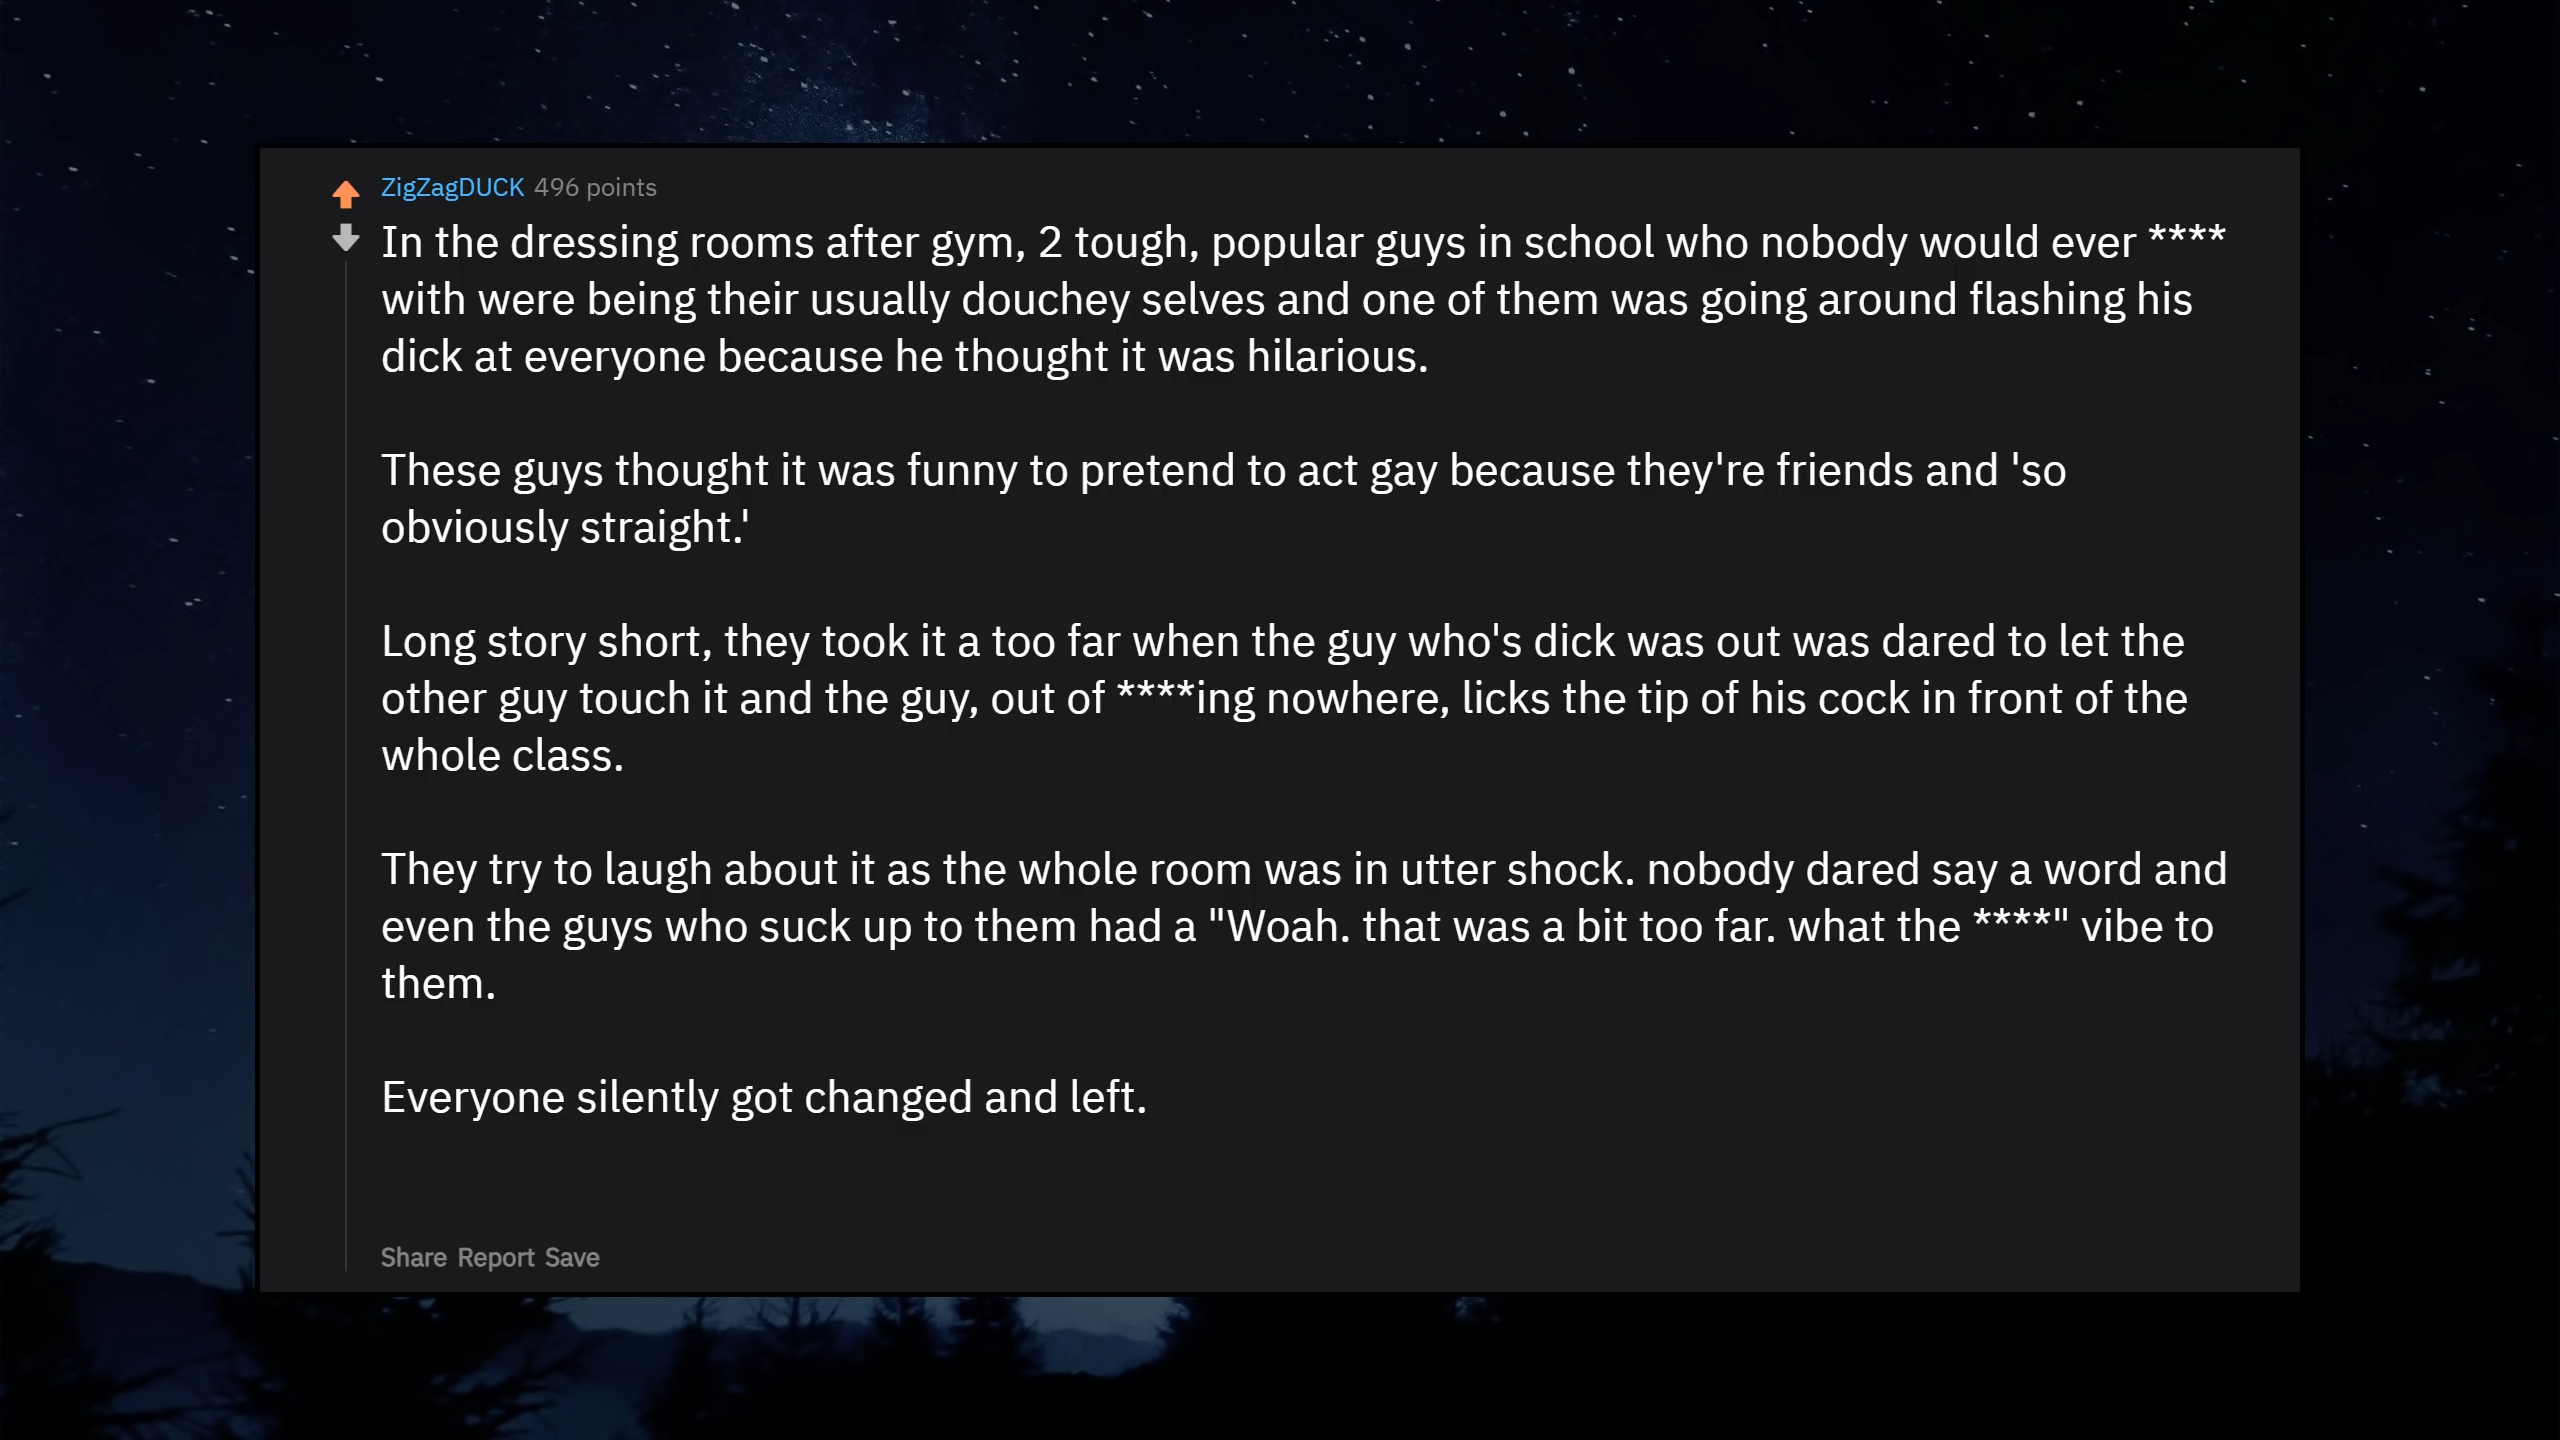 ZigZagDUCK 496 points
In the dressing rooms after gym, 2 tough, popular guys in school who nobody would ever ****
with were being their usually douchey selves and one of them was going around flashing his
dick at everyone because he thought it was hilarious.
These guys thought it was funny to pretend to act gay because they're friends and 'so
obviously straight.'
Long story short, they took it a too far when the guy who's dick was out was dared to let the
other guy touch it and the guy, out of ****ing nowhere, licks the tip of his cock in front of the
whole class.
They try to laugh about it as the whole room was in utter shock. nobody dared say a word and
even the guys who suck up to them had a "Woah. that was a bit too far. what the ****" vibe to
them.
Everyone silently got changed and left.
Share Report Save